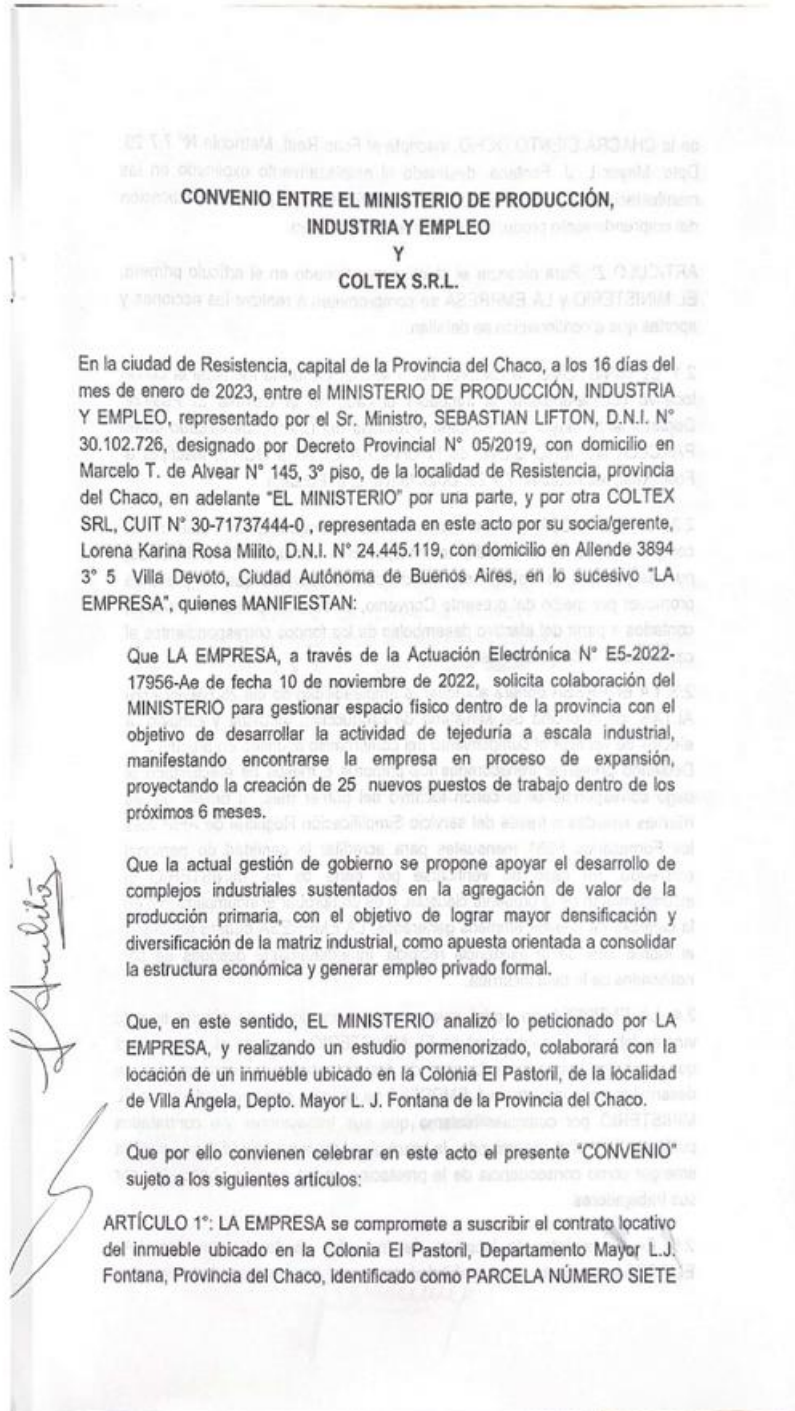 CONVENIO ENTRE EL MINISTERIO DE PRODUCCIÓN,
INDUSTRIA Y EMPLEO
Y
COLTEX S.R.L.
En la ciudad de Resistencia, capital de la Provincia del Chaco, a los 16 días del
mes de enero de 2023, entre el MINISTERIO DE PRODUCCIÓN, INDUSTRIA
Y EMPLEO, representado por el Sr. Ministro, SEBASTIAN LIFTON, D.N.I. N°
30.102.726, designado por Decreto Provincial N° 05/2019, con domicilio en
Marcelo T. de Alvear N° 145, 3º piso, de la localidad de Resistencia, provincia
del Chaco, en adelante "EL MINISTERIO" por una parte, y por otra COLTEX
SRL, CUIT N° 30-71737444-0 , representada en este acto por su socia/gerente,
Lorena Karina Rosa Milito, D.N.I. N° 24.445.119, con domicilio en Allende 3894
3° 5 Villa Devoto, Ciudad Autónoma de Buenos Aires, en lo sucesivo "LA
EMPRESA", quienes MANIFIESTAN:
Que LA EMPRESA, a través de la Actuación Electrónica N° E5-2022-
17956-Ae de fecha 10 de noviembre de 2022, solicita colaboración del
MINISTERIO para gestionar espacio fisico dentro de la provincia con el
objetivo de desarrollar la actividad de tejeduría a escala industrial,
manifestando encontrarse la empresa en proceso de expansión,
proyectando la creación de 25 nuevos puestos de trabajo dentro de los
próximos 6 meses.
Que la actual gestión de gobierno se propone apoyar el desarrollo de
complejos industriales sustentados en la agregación de valor de la
producción primaria, con el objetivo de lograr mayor densificación y
diversificación de la matriz industrial, como apuesta orientada a consolidar
la estructura económica y generar empleo privado formal.
Que, en este sentido, EL MINISTERIO analizó lo peticionado por LA
EMPRESA, y realizando un estudio pormenorizado, colaborará con la
locación de un inmueble ubicado en la Colonia El Pastoril, de la localidad
de Villa Ángela, Depto. Mayor L. J. Fontana de la Provincia del Chaco.
Que por ello convienen celebrar en este acto el presente "CONVENIO"
sujeto a los siguientes artículos:
ARTÍCULO 1°: LA EMPRESA se compromete a suscribir el contrato locativo
del inmueble ubicado en la Colonia El Pastoril, Departamento Mayor L.J.
Fontana, Provincia del Chaco, Identificado como PARCELA NÚMERO SIETE